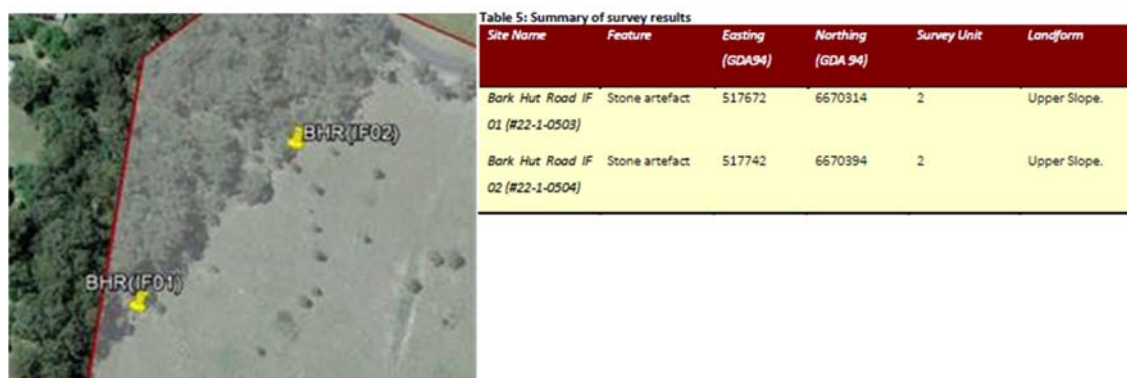 BHR(IF02)
BHR(IF01)
Table 5: Summary of survey results
Site Name Feature Easting (GDA94) Northing (GDA 94) Survey Unit Landform
Bark Hut Road IF 01 (#22-1-0503) Stone artefact 517672 6670314 2 Upper Slope.
Bark Hut Road IF 02 (#22-1-0504) Stone artefact 517742 6670394 2 Upper Slope.